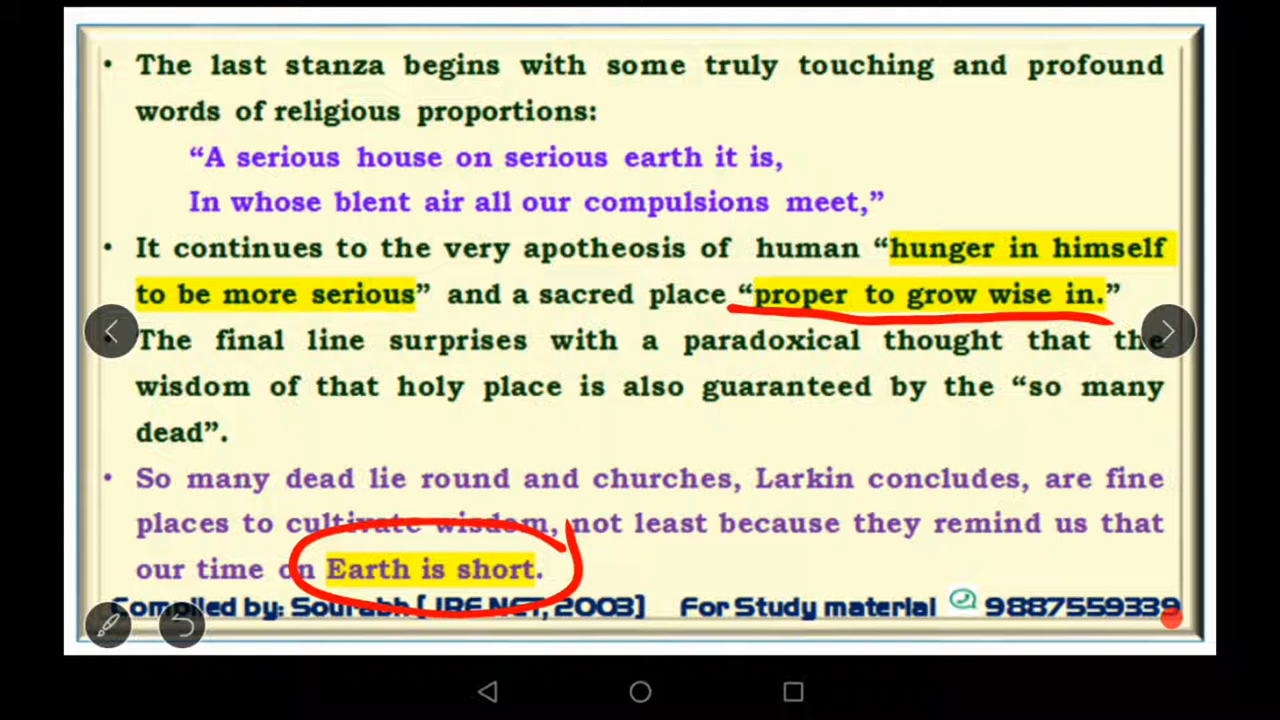 • The last stanza begins with some truly touching and profound
words of religious proportions:
“A serious house on serious earth it is,
In whose blent air all our compulsions meet,”
• It continues to the very apotheosis of human “hunger in himself
to be more serious” and a sacred place “proper to grow wise in.”
• The final line surprises with a paradoxical thought that the
wisdom of that holy place is also guaranteed by the “so many
dead”.
• So many dead lie round and churches, Larkin concludes, are fine
places to cultivate wisdom, not least because they remind us that
our time on Earth is short.
Compiled by: Sourabh [JRF NET, 2003] For Study material 9887559339